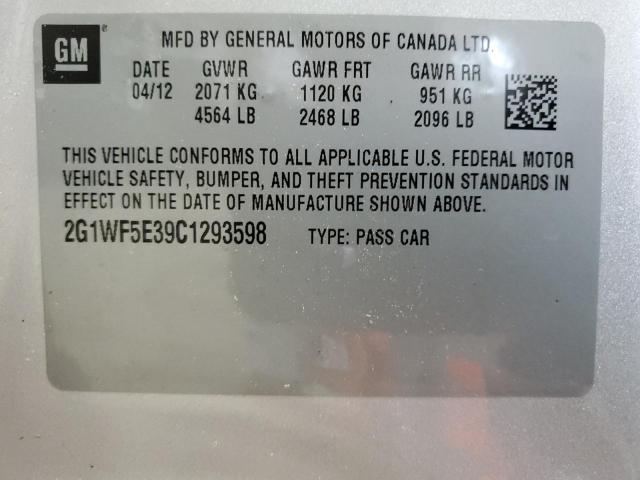 GM
MFD BY GENERAL MOTORS OF CANADA LTD.
DATE GVWR GAWR FRT GAWR RR
04/12 2071 KG 1120 KG 951 KG
4564 LB 2468 LB 2096 LB
THIS VEHICLE CONFORMS TO ALL APPLICABLE U.S. FEDERAL MOTOR
VEHICLE SAFETY, BUMPER, AND THEFT PREVENTION STANDARDS IN
EFFECT ON THE DATE OF MANUFACTURE SHOWN ABOVE.
2G1WF5E39C1293598 TYPE: PASS CAR